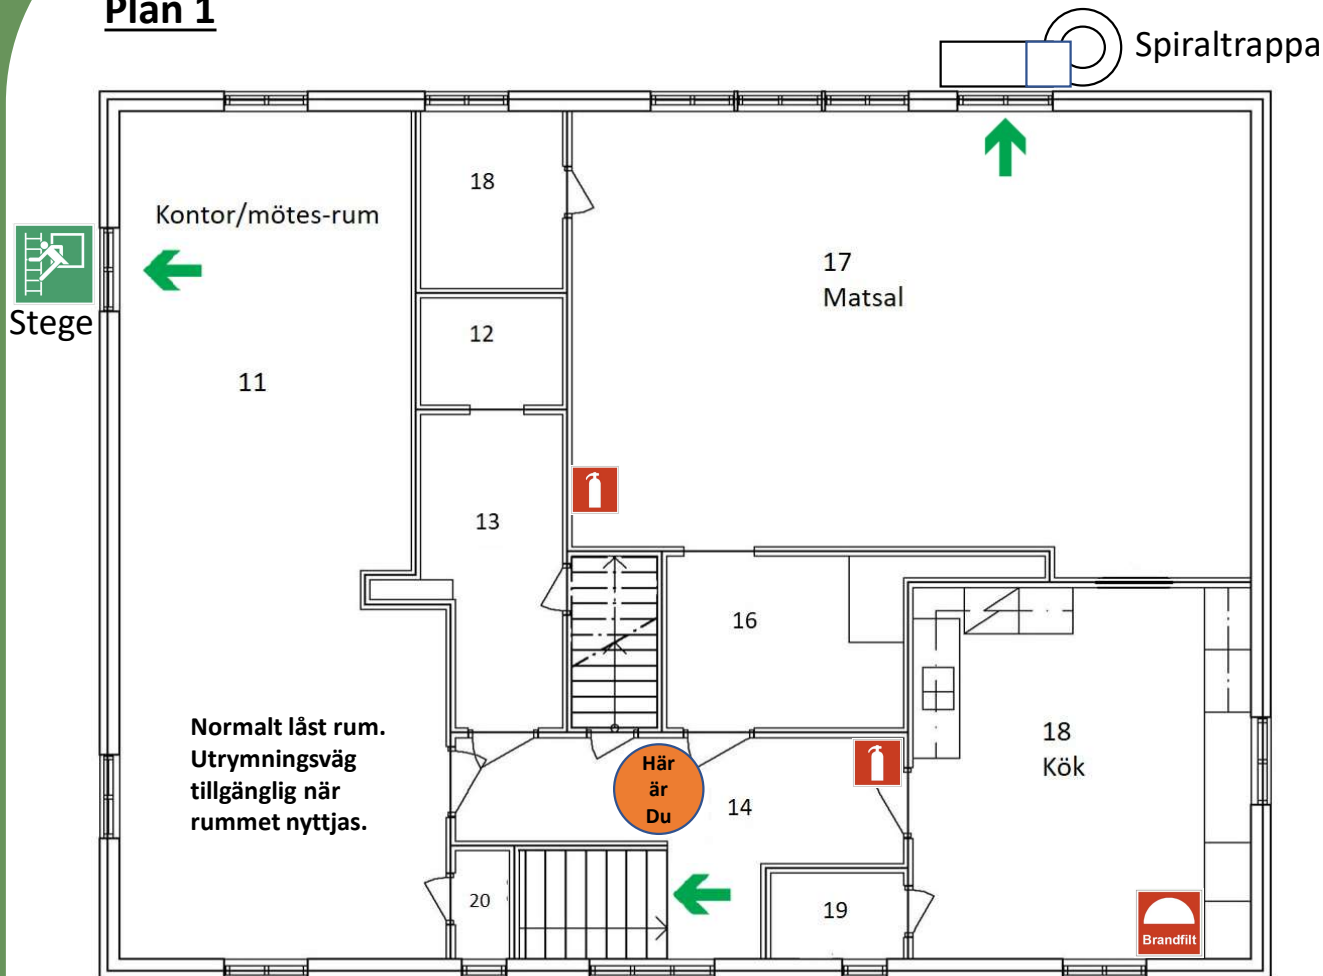 Plan 1
Spiraltrappa
18
Kontor/mötes-rum
17
Matsal
Stege
12
11
13
16
Normalt låst rum.
Utrymningsväg
tillgänglig när
rummet nyttjas.
18
Kök
Här
är
Du
14
20
19
Brandfilt